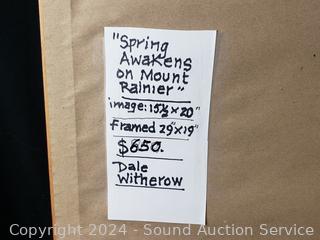 "Spring
Awakens
on Mount
Rainier"
image: 15½ x 20"
Framed 29"x19"
$650.
Dale
Witherow
Copyright 2024 - Sound Auction Service